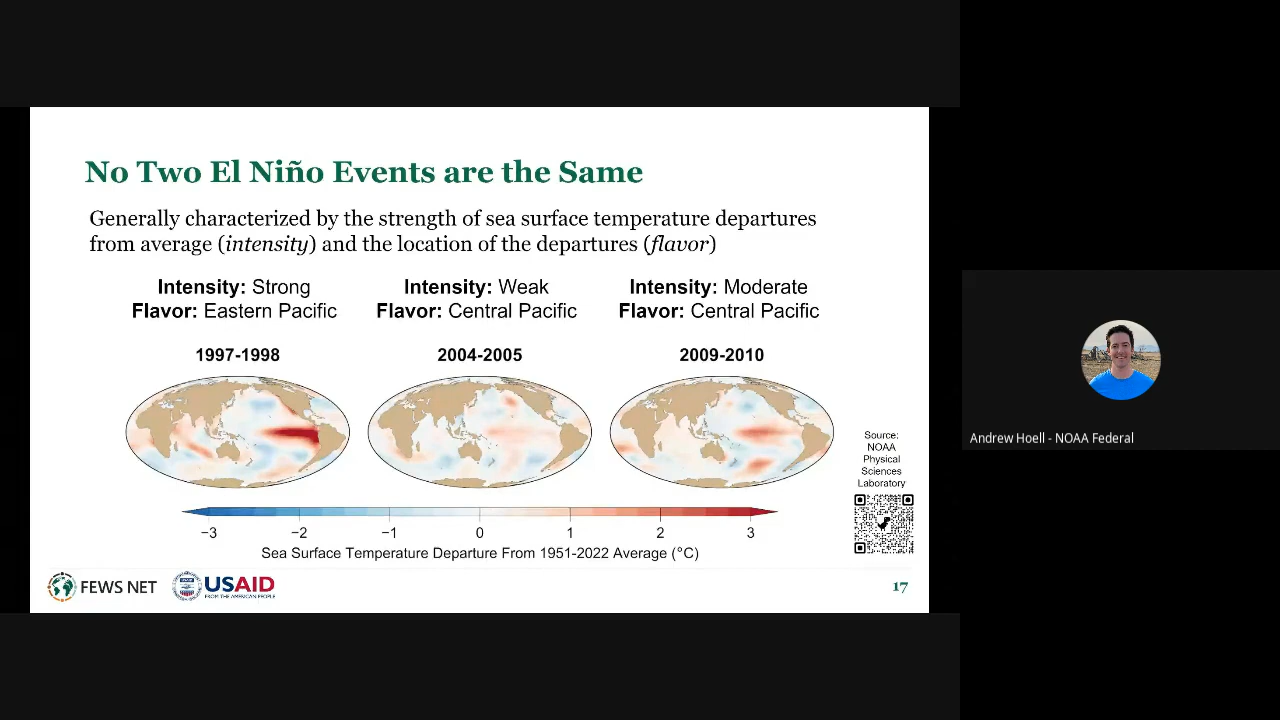 No Two El Niño Events are the Same
Generally characterized by the strength of sea surface temperature departures
from average (intensity) and the location of the departures (flavor)
Intensity: Strong
Flavor: Eastern Pacific
1997-1998
Intensity: Weak
Flavor: Central Pacific
2004-2005
Intensity: Moderate
Flavor: Central Pacific
2009-2010
Source:
NOAA
Physical
Sciences
Laboratory
−3 −2 −1 0 1 2 3
Sea Surface Temperature Departure From 1951-2022 Average (°C)
FEWS NET
USAID
FROM THE AMERICAN PEOPLE
17
Andrew Hoell - NOAA Federal